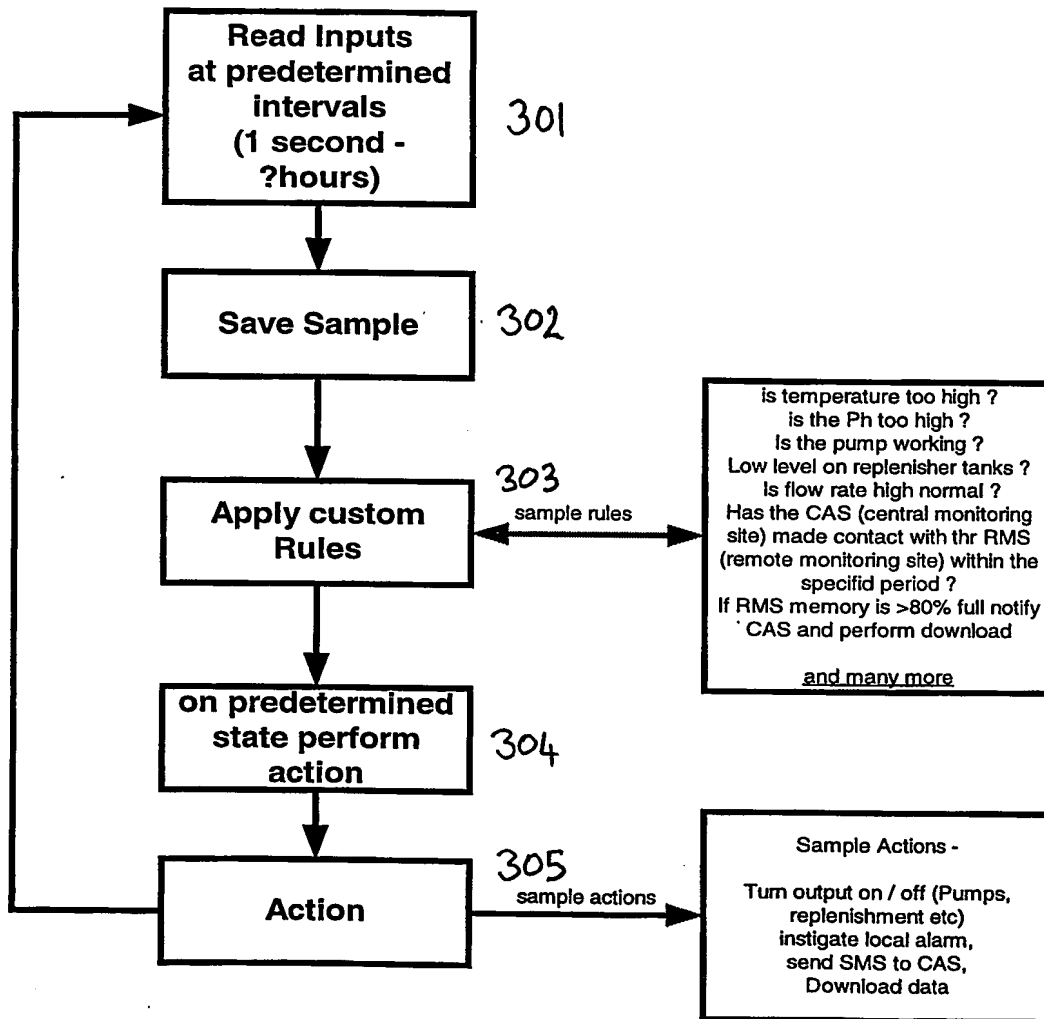 Read Inputs
at predetermined
intervals
(1 second -
?hours)
301
Save Sample
302
Apply custom
Rules
303
sample rules
is temperature too high ?
is the Ph too high ?
Is the pump working ?
Low level on replenisher tanks ?
Is flow rate high normal ?
Has the CAS (central monitoring
site) made contact with thr RMS
(remote monitoring site) within the
specifid period ?
If RMS memory is >80% full notify
CAS and perform download
and many more
on predetermined
state perform
action
304
Action
305
sample actions
Sample Actions -
Turn output on / off (Pumps,
replenishment etc)
instigate local alarm,
send SMS to CAS,
Download data